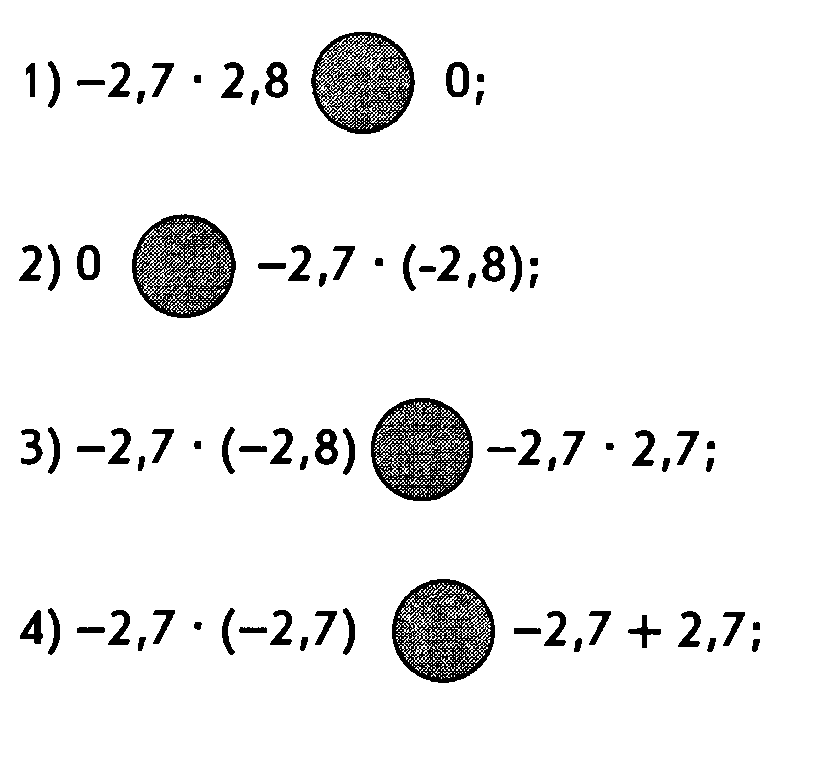 1) −2,7 · 2,8 0;
2) 0 −2,7 · (-2,8);
3) −2,7 · (−2,8) −2,7 · 2,7;
4) −2,7 · (−2,7) −2,7 + 2,7;